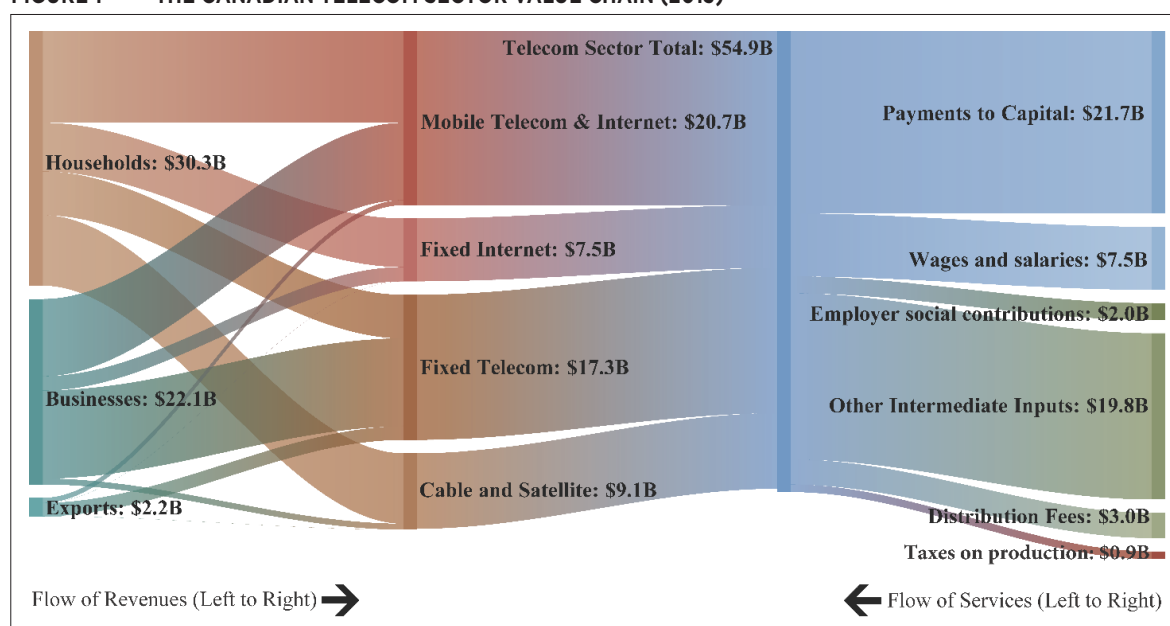 Telecom Sector Total: $54.9B
Payments to Capital: $21.7B
Mobile Telecom & Internet: $20.7B
Households: $30.3B
Fixed Internet: $7.5B
Wages and salaries: $7.5B
Employer social contributions: $2.0B
Fixed Telecom: $17.3B
Businesses: $22.1B
Other Intermediate Inputs: $19.8B
Cable and Satellite: $9.1B
Exports: $2.2B
Distribution Fees: $3.0B
Taxes on production: $0.9B
Flow of Revenues (Left to Right)
Flow of Services (Left to Right)